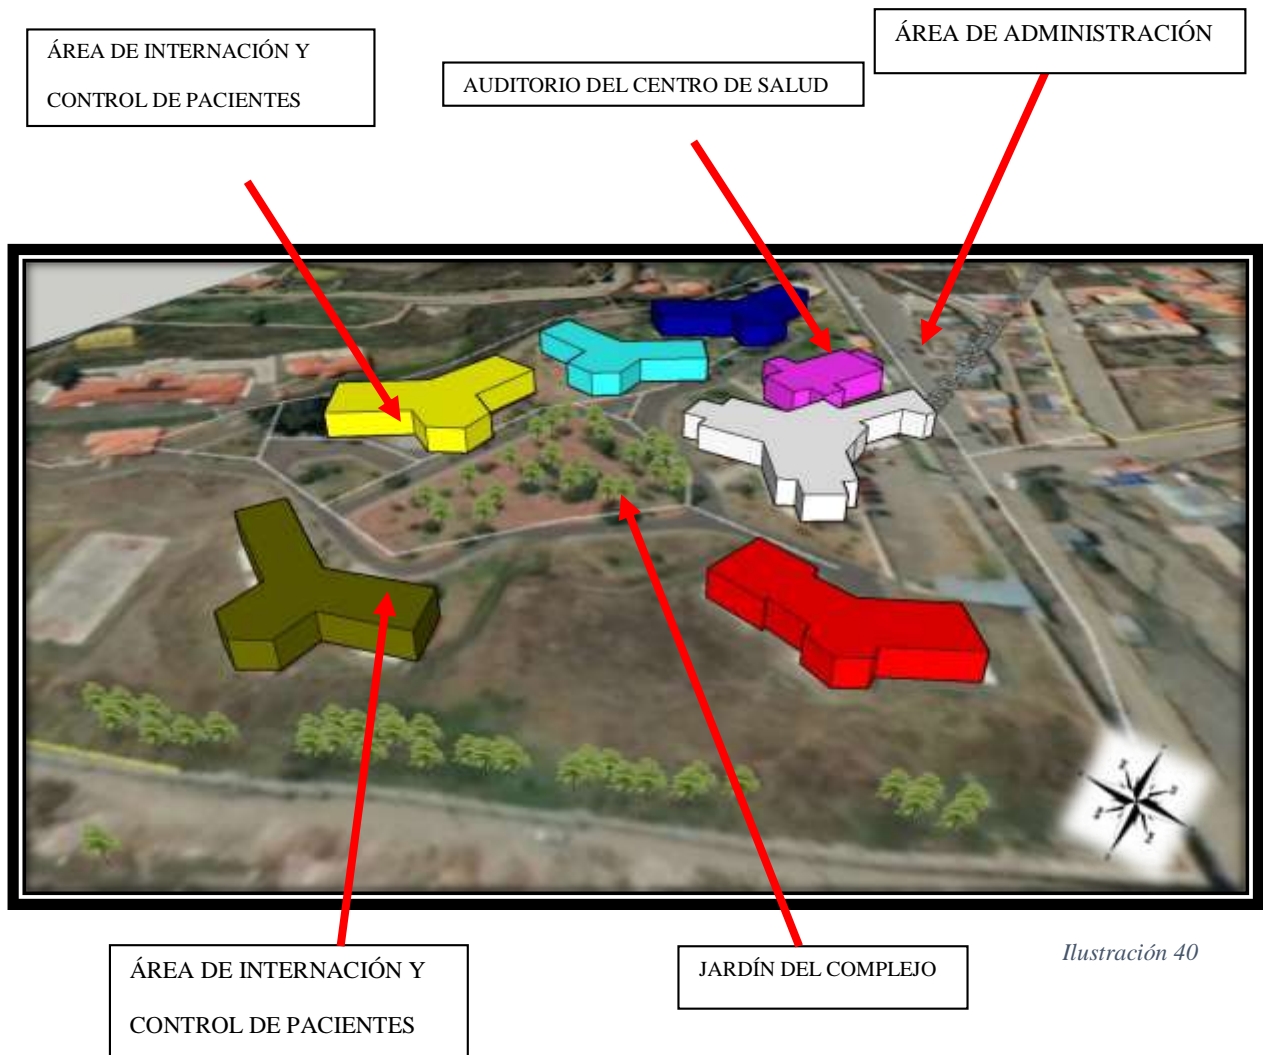 ÁREA DE ADMINISTRACIÓN
ÁREA DE INTERNACIÓN Y
CONTROL DE PACIENTES
AUDITORIO DEL CENTRO DE SALUD
ÁREA DE INTERNACIÓN Y
CONTROL DE PACIENTES
JARDÍN DEL COMPLEJO
Ilustración 40